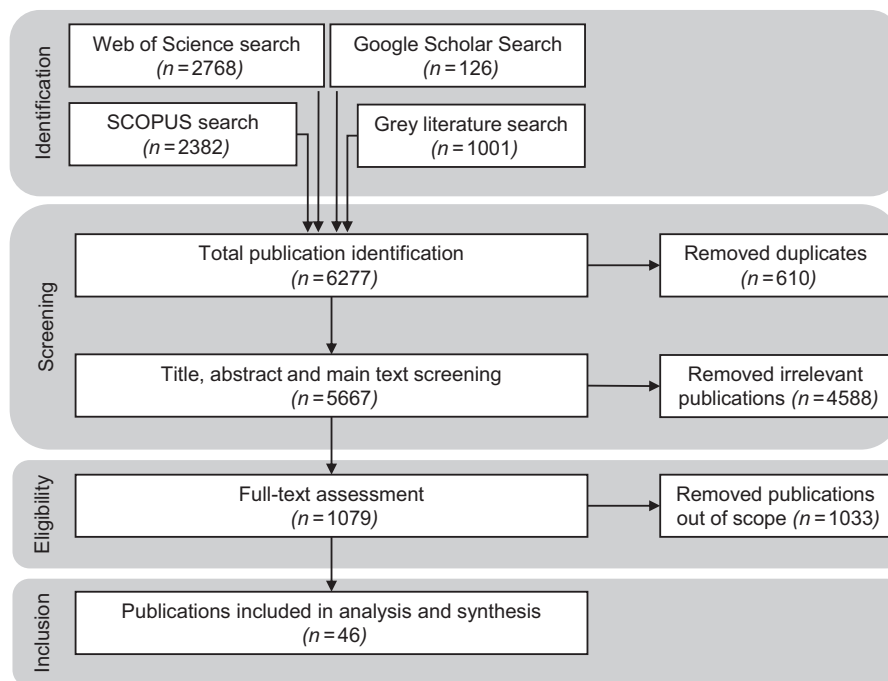 Identification
Web of Science search
(n=2768)
Google Scholar Search
(n=126)
SCOPUS search
(n=2382)
Grey literature search
(n=1001)
Screening
Total publication identification
(n=6277)
Removed duplicates
(n=610)
Title, abstract and main text screening
(n=5667)
Removed irrelevant
publications (n=4588)
Eligibility
Full-text assessment
(n=1079)
Removed publications
out of scope (n=1033)
Inclusion
Publications included in analysis and synthesis
(n=46)